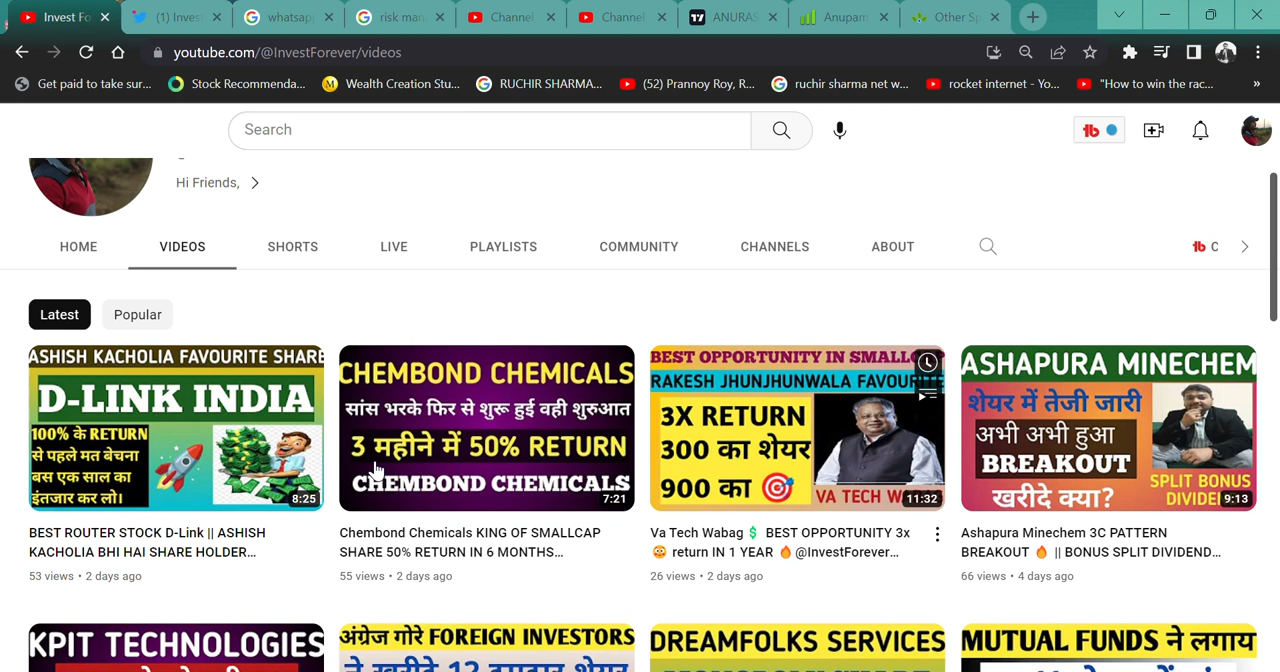 Invest Fo
(1) Invest
whatsapp
risk man
Channel
Channel
ANURAS
Anupam
Other Sp
youtube.com/@InvestForever/videos
Get paid to take sur...
Stock Recommenda...
Wealth Creation Stu...
RUCHIR SHARMA...
(52) Prannoy Roy, R...
ruchir sharma net w...
rocket internet - Yo...
"How to win the rac...
»
Search
Hi Friends,
HOME
VIDEOS
SHORTS
LIVE
PLAYLISTS
COMMUNITY
CHANNELS
ABOUT
C
Latest
Popular
ASHISH KACHOLIA FAVOURITE SHARE
D-LINK INDIA
100% के RETURN
से पहले मत बेचना
बस एक साल का
इंतजार कर लो।
8:25
BEST ROUTER STOCK D-Link || ASHISH
KACHOLIA BHI HAI SHARE HOLDER...
53 views • 2 days ago
CHEMBOND CHEMICALS
सांस भरके फिर से शुरू हुई वही शुरुआत
3 महीने में 50% RETURN
CHEMBOND CHEMICALS
7:21
Chembond Chemicals KING OF SMALLCAP
SHARE 50% RETURN IN 6 MONTHS...
55 views • 2 days ago
BEST OPPORTUNITY IN SMALLC
RAKESH JHUNJHUNWALA FAVOURITE
3X RETURN
300 का शेयर
900 का
VA TECH W
11:32
Va Tech Wabag 💲 BEST OPPORTUNITY 3x
😳 return IN 1 YEAR 🔥 @InvestForever...
26 views • 2 days ago
ASHAPURA MINECHEM
शेयर में तेजी जारी
अभी अभी हुआ
BREAKOUT
खरीदे क्या?
SPLIT BONUS
DIVIDE
9:13
Ashapura Minechem 3C PATTERN
BREAKOUT 🔥 || BONUS SPLIT DIVIDEND...
66 views • 4 days ago
KPIT TECHNOLOGIES
अंग्रेज गोरे FOREIGN INVESTORS
ने खरीदे 12 दमदार शेयर
DREAMFOLKS SERVICES
MUTUAL FUNDS ने लगाय